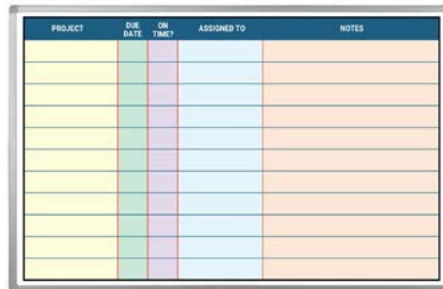 PROJECT
DUE DATE
ON TIME?
ASSIGNED TO
NOTES